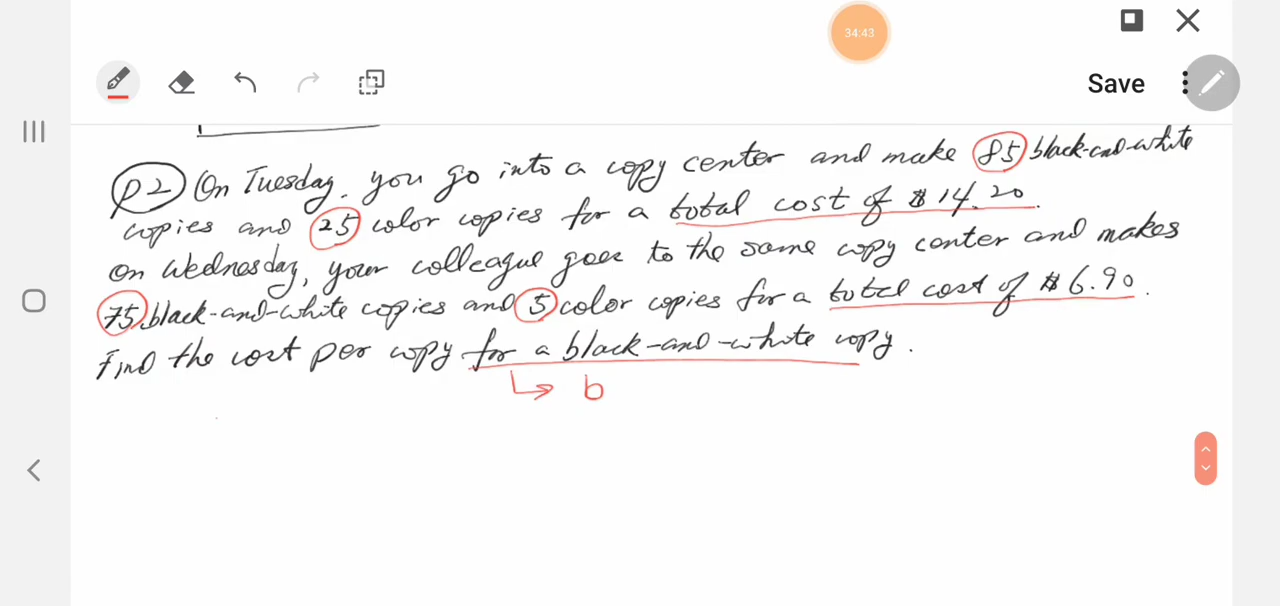 34:43
Save
P2 On Tuesday, you go into a copy center and make 85 black-and-white
copies and 25 color copies for a total cost of $14.20.
On Wednesday, your colleague goes to the same copy center and makes
75 black-and-white copies and 5 color copies for a total cost of $6.90.
Find the cost per copy for a black-and-white copy.
b